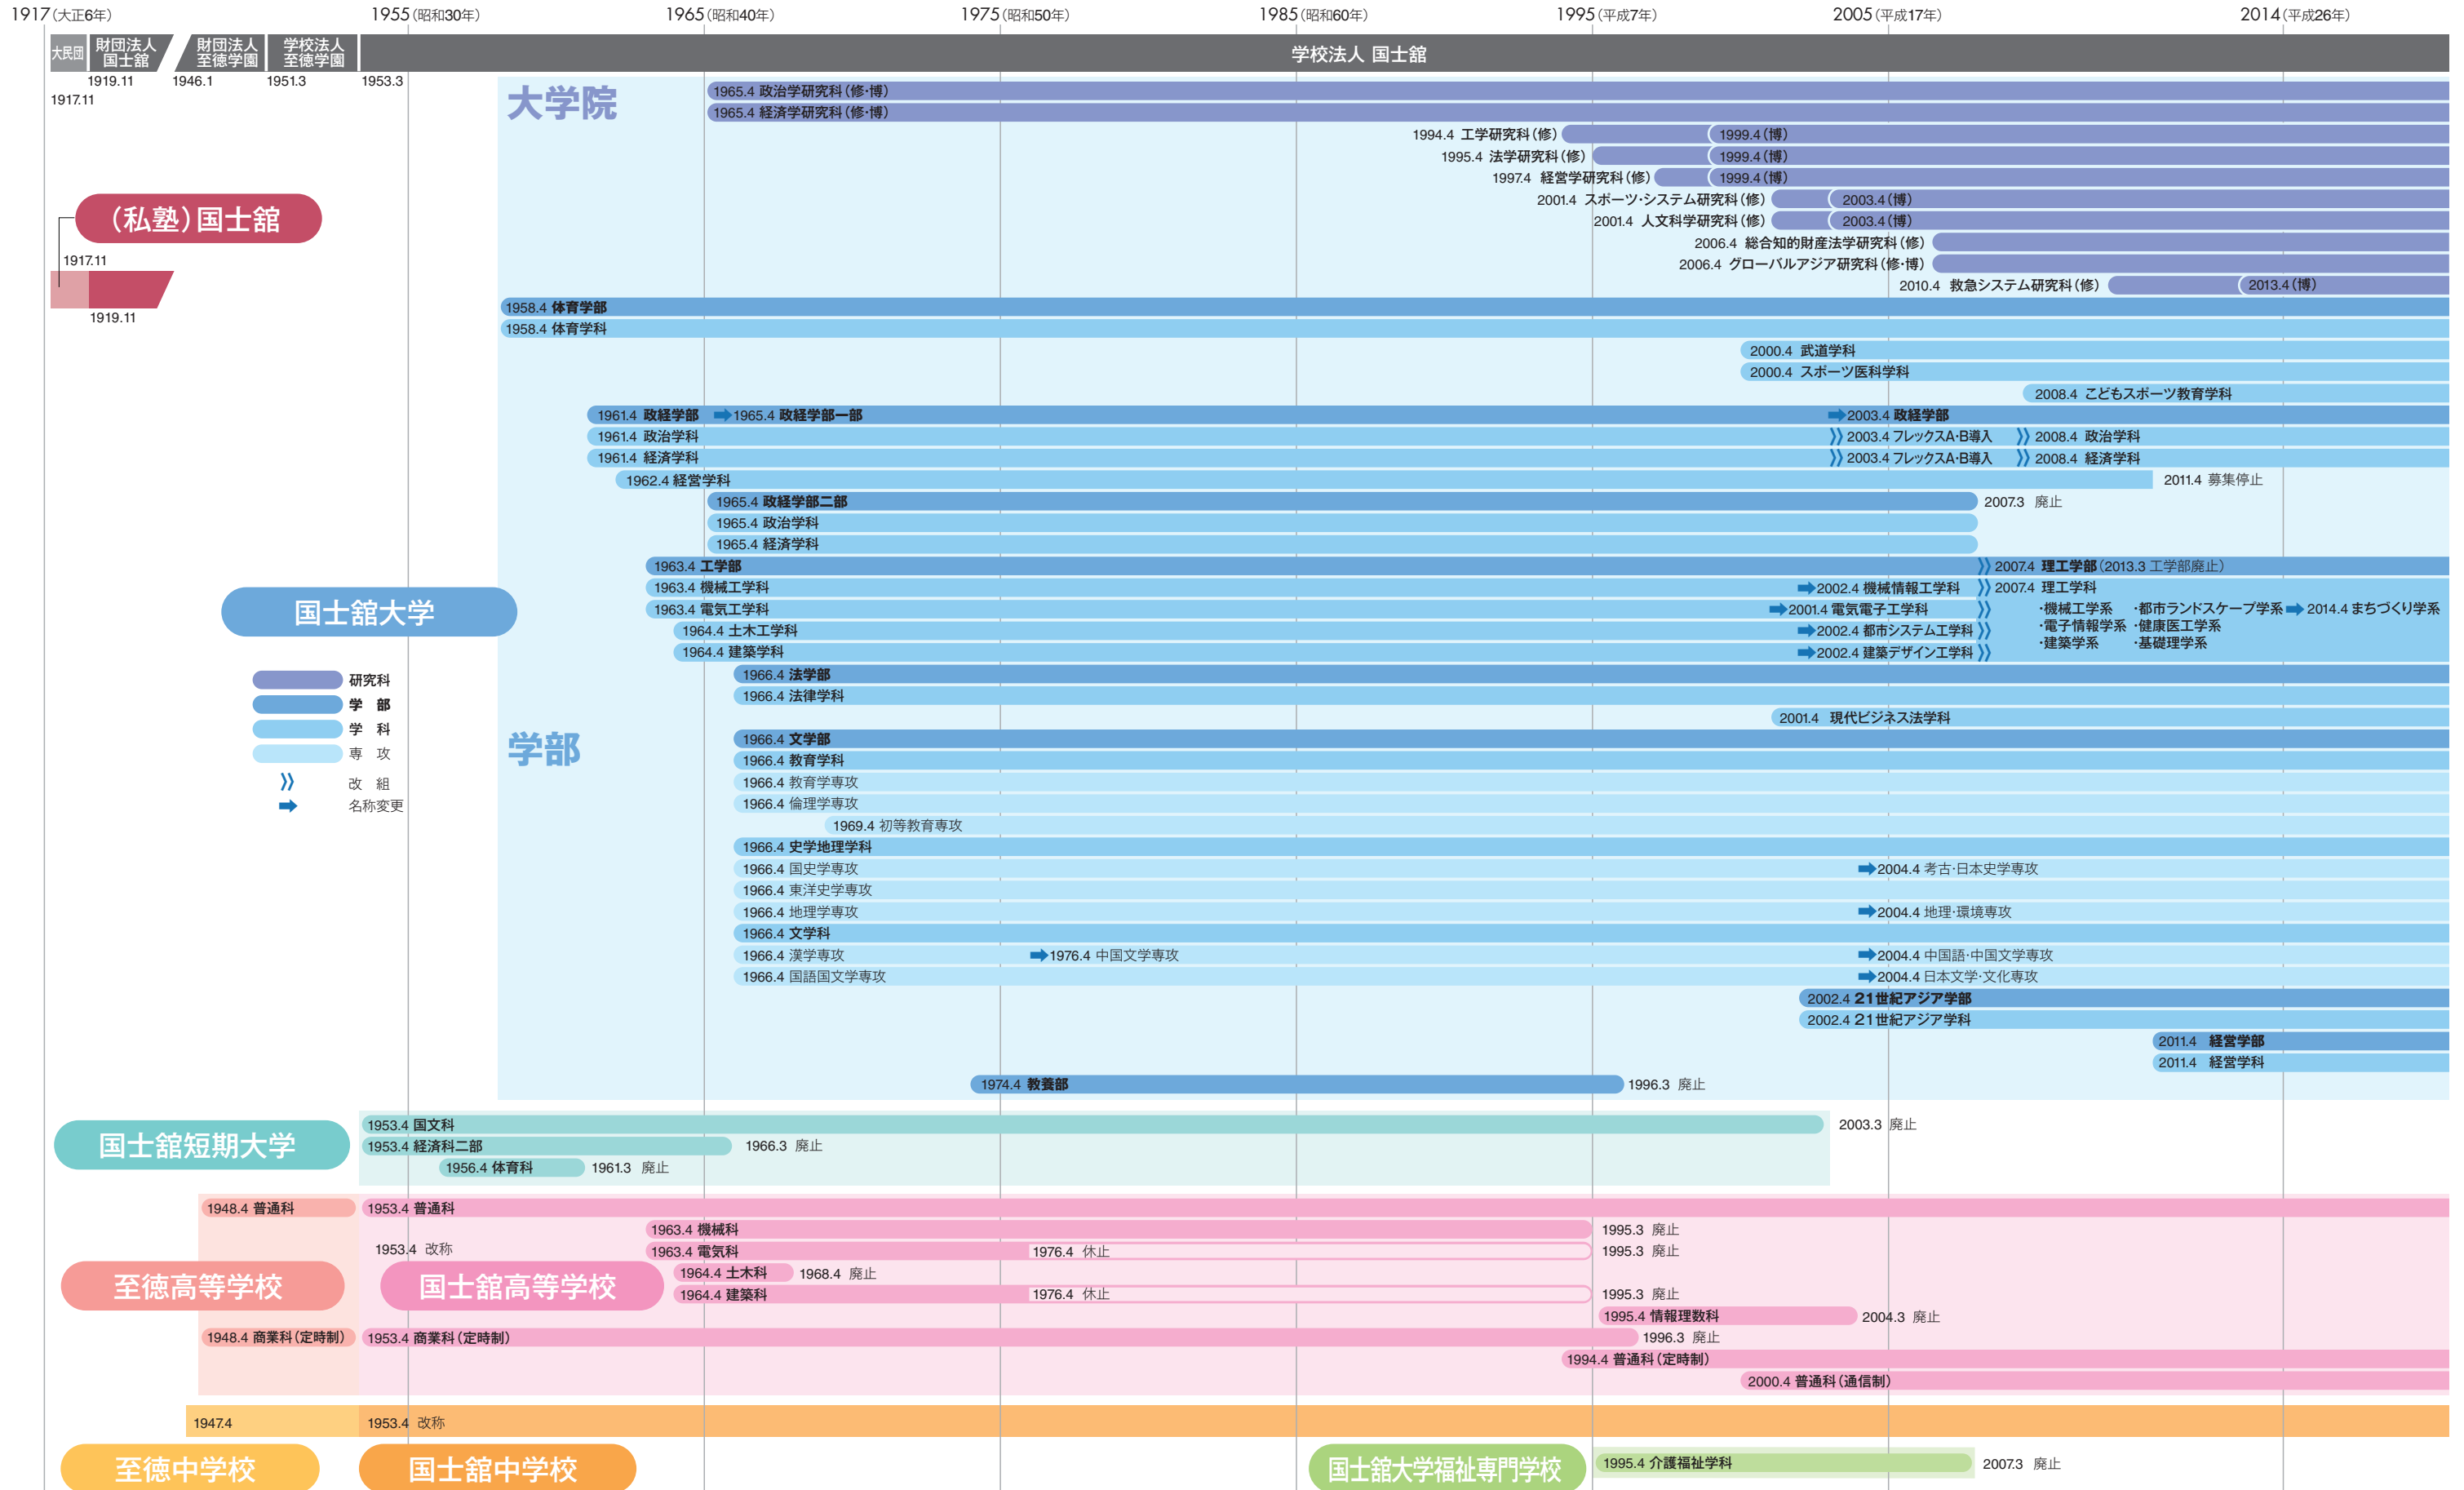 1917(大正6年) 1955(昭和30年) 1965(昭和40年) 1975(昭和50年) 1985(昭和60年) 1995(平成7年) 2005(平成17年) 2014(平成26年)
大民団 財団法人 国士舘 財団法人 至徳学園 学校法人 至徳学園 学校法人 国士舘
1919.11 1946.1 1951.3 1953.3
1917.11
大学院
1965.4 政治学研究科(修・博)
1965.4 経済学研究科(修・博)
1994.4 工学研究科(修) 1999.4(博)
1995.4 法学研究科(修) 1999.4(博)
1997.4 経営学研究科(修) 1999.4(博)
2001.4 スポーツ・システム研究科(修) 2003.4(博)
(私塾)国士舘
2001.4 人文科学研究科(修) 2003.4(博)
2006.4 総合知的財産法学研究科(修)
1917.11
2006.4 グローバルアジア研究科(修・博)
2010.4 救急システム研究科(修) 2013.4(博)
1919.11
1958.4 体育学部
1958.4 体育学科
2000.4 武道学科
2000.4 スポーツ医科学科
2008.4 こどもスポーツ教育学科
1961.4 政経学部 1965.4 政経学部一部 2003.4 政経学部
1961.4 政治学科 2003.4 フレックスA・B導入 2008.4 政治学科
1961.4 経済学科 2003.4 フレックスA・B導入 2008.4 経済学科
1962.4 経営学科 2011.4 募集停止
1965.4 政経学部二部 2007.3 廃止
1965.4 政治学科
1965.4 経済学科
1963.4 工学部 2007.4 理工学部(2013.3 工学部廃止)
1963.4 機械工学科 2002.4 機械情報工学科 2007.4 理工学科
国士舘大学
1963.4 電気工学科 2001.4 電気電子工学科 ・機械工学系 ・都市ランドスケープ学系 2014.4 まちづくり学系
1964.4 土木工学科 2002.4 都市システム工学科 ・電子情報学系 ・健康医工学系
1964.4 建築学科 2002.4 建築デザイン工学科 ・建築学系 ・基礎理学系
研究科
学 部
学 科
専 攻
改 組
名称変更
1966.4 法学部
1966.4 法律学科
2001.4 現代ビジネス法学科
学部
1966.4 文学部
1966.4 教育学科
1966.4 教育学専攻
1966.4 倫理学専攻
1969.4 初等教育専攻
1966.4 史学地理学科
1966.4 国史学専攻 2004.4 考古・日本史学専攻
1966.4 東洋史学専攻
1966.4 地理学専攻 2004.4 地理・環境専攻
1966.4 文学科
1966.4 漢学専攻 1976.4 中国文学専攻 2004.4 中国語・中国文学専攻
1966.4 国語国文学専攻 2004.4 日本文学・文化専攻
2002.4 21世紀アジア学部
2002.4 21世紀アジア学科
2011.4 経営学部
2011.4 経営学科
1974.4 教養部 1996.3 廃止
国士舘短期大学
1953.4 国文科 2003.3 廃止
1953.4 経済科二部 1966.3 廃止
1956.4 体育科 1961.3 廃止
1948.4 普通科 1953.4 普通科
1963.4 機械科 1995.3 廃止
1953.4 改称 1963.4 電気科 1976.4 休止 1995.3 廃止
至徳高等学校 国士舘高等学校
1964.4 土木科 1968.4 廃止
1964.4 建築科 1976.4 休止 1995.3 廃止
1995.4 情報理数科 2004.3 廃止
1948.4 商業科(定時制) 1953.4 商業科(定時制) 1996.3 廃止
1994.4 普通科(定時制)
2000.4 普通科(通信制)
1947.4 1953.4 改称
至徳中学校 国士舘中学校 国士舘大学福祉専門学校 1995.4 介護福祉学科 2007.3 廃止